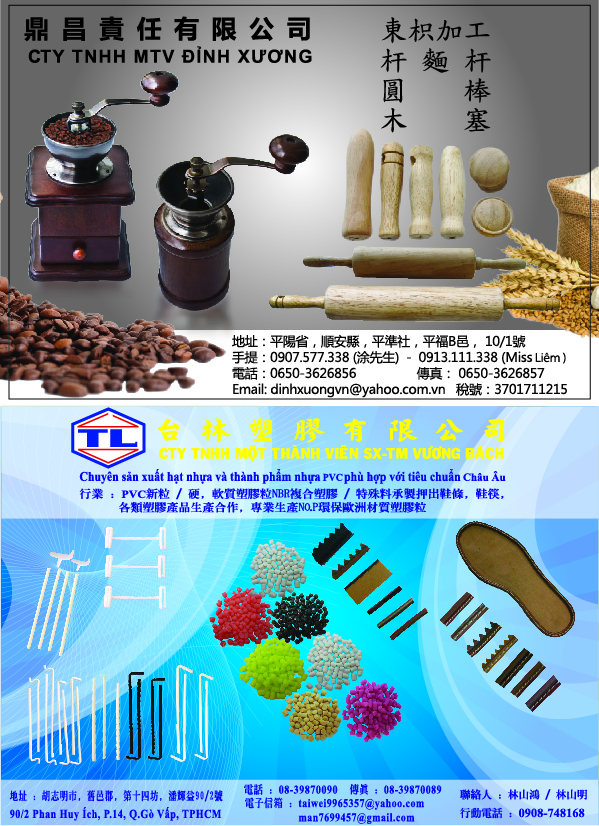 鼎昌責任有限公司
CTY TNHH MTV ĐỈNH XƯƠNG
東枳加工
杆麵杆棒
圓木塞
地址：平陽省，順安縣，平準社，平福B邑， 10/1號
手提：0907.577.338 (涂先生) - 0913.111.338 (Miss Liêm )
電話：0650-3626856 傳真： 0650-3626857
Email: dinhxuongvn@yahoo.com.vn 稅號：3701711215
TL
台林塑膠有限公司
CTY TNHH MỘT THÀNH VIÊN SX-TM VƯƠNG BÁCH
Chuyên sản xuất hạt nhựa và thành phẩm nhựa PVC phù hợp với tiêu chuẩn Châu Âu
行業 : PVC新粒 / 硬，軟質塑膠粒NBR複合塑膠 / 特殊料承製押出鞋條，鞋筏，
各類塑膠產品生產合作，專業生產NO.P環保歐洲材質塑膠粒
地址 : 胡志明市，舊邑郡，第十四坊，潘輝益90/2號
90/2 Phan Huy Ích, P.14, Q.Gò Vấp, TPHCM
電話 : 08-39870090 傳真 : 08-39870089
電子信箱 : taiwei9965357@yahoo.com
man7699457@gmail.com
聯絡人 : 林山鴻 / 林山明
行動電話 : 0908-748168